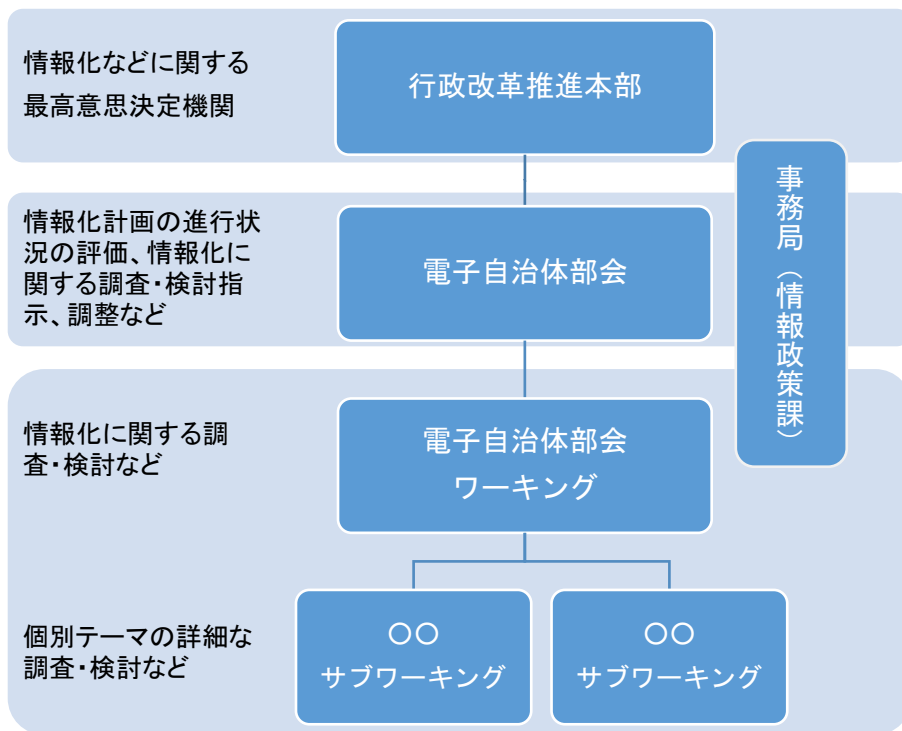 情報化などに関する
最高意思決定機関
行政改革推進本部
情報化計画の進行状
況の評価、情報化に
関する調査・検討指
示、調整など
電子自治体部会
事務局（情報政策課）
情報化に関する調
査・検討など
電子自治体部会
ワーキング
個別テーマの詳細な
調査・検討など
〇〇
サブワーキング
〇〇
サブワーキング